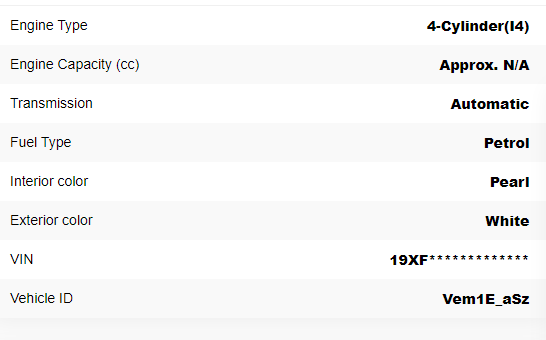 Engine Type 4-Cylinder(I4)
Engine Capacity (cc) Approx. N/A
Transmission Automatic
Fuel Type Petrol
Interior color Pearl
Exterior color White
VIN 19XF*************
Vehicle ID Vem1E_aSz